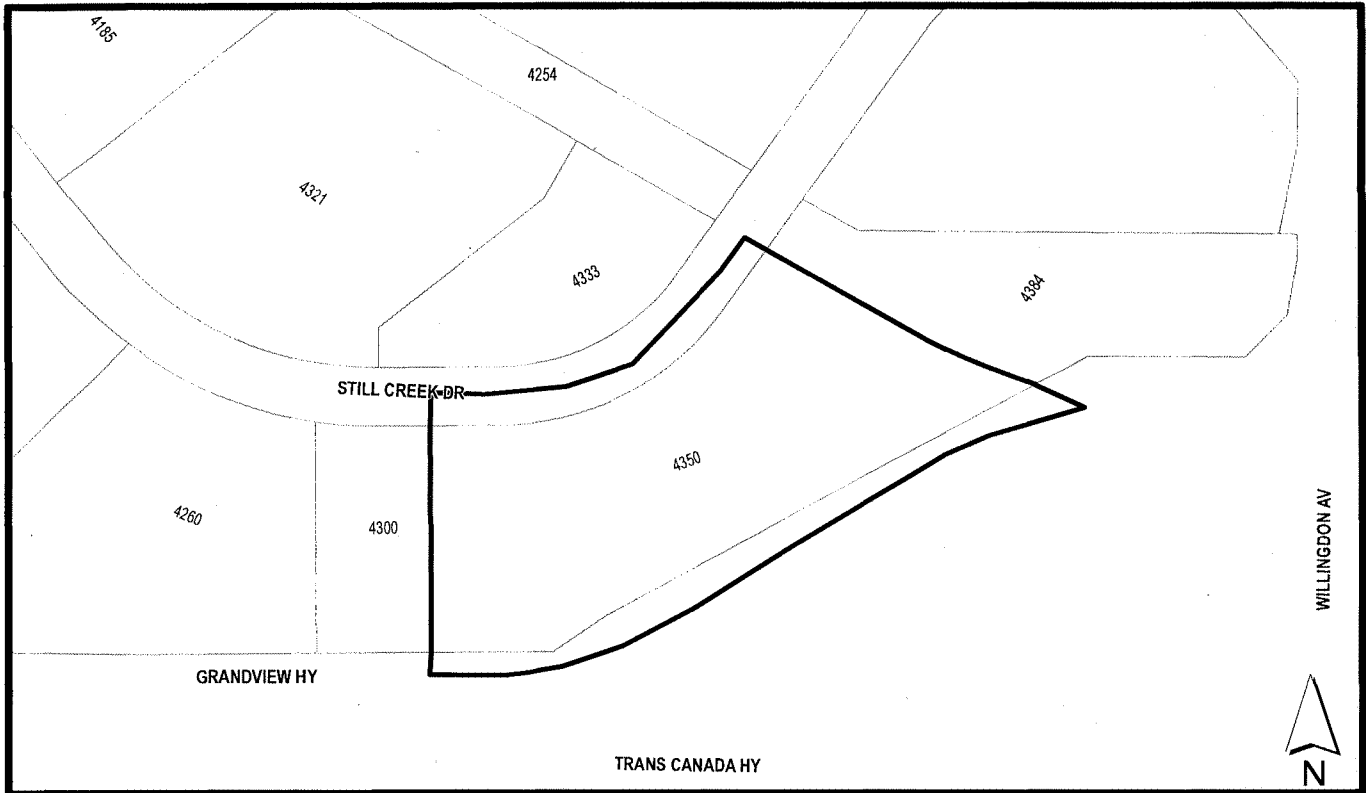 4185
4254
4321
4333
4384
STILL CREEK DR
4350
4260
4300
WILLINGDON AV
GRANDVIEW HY
TRANS CANADA HY
N